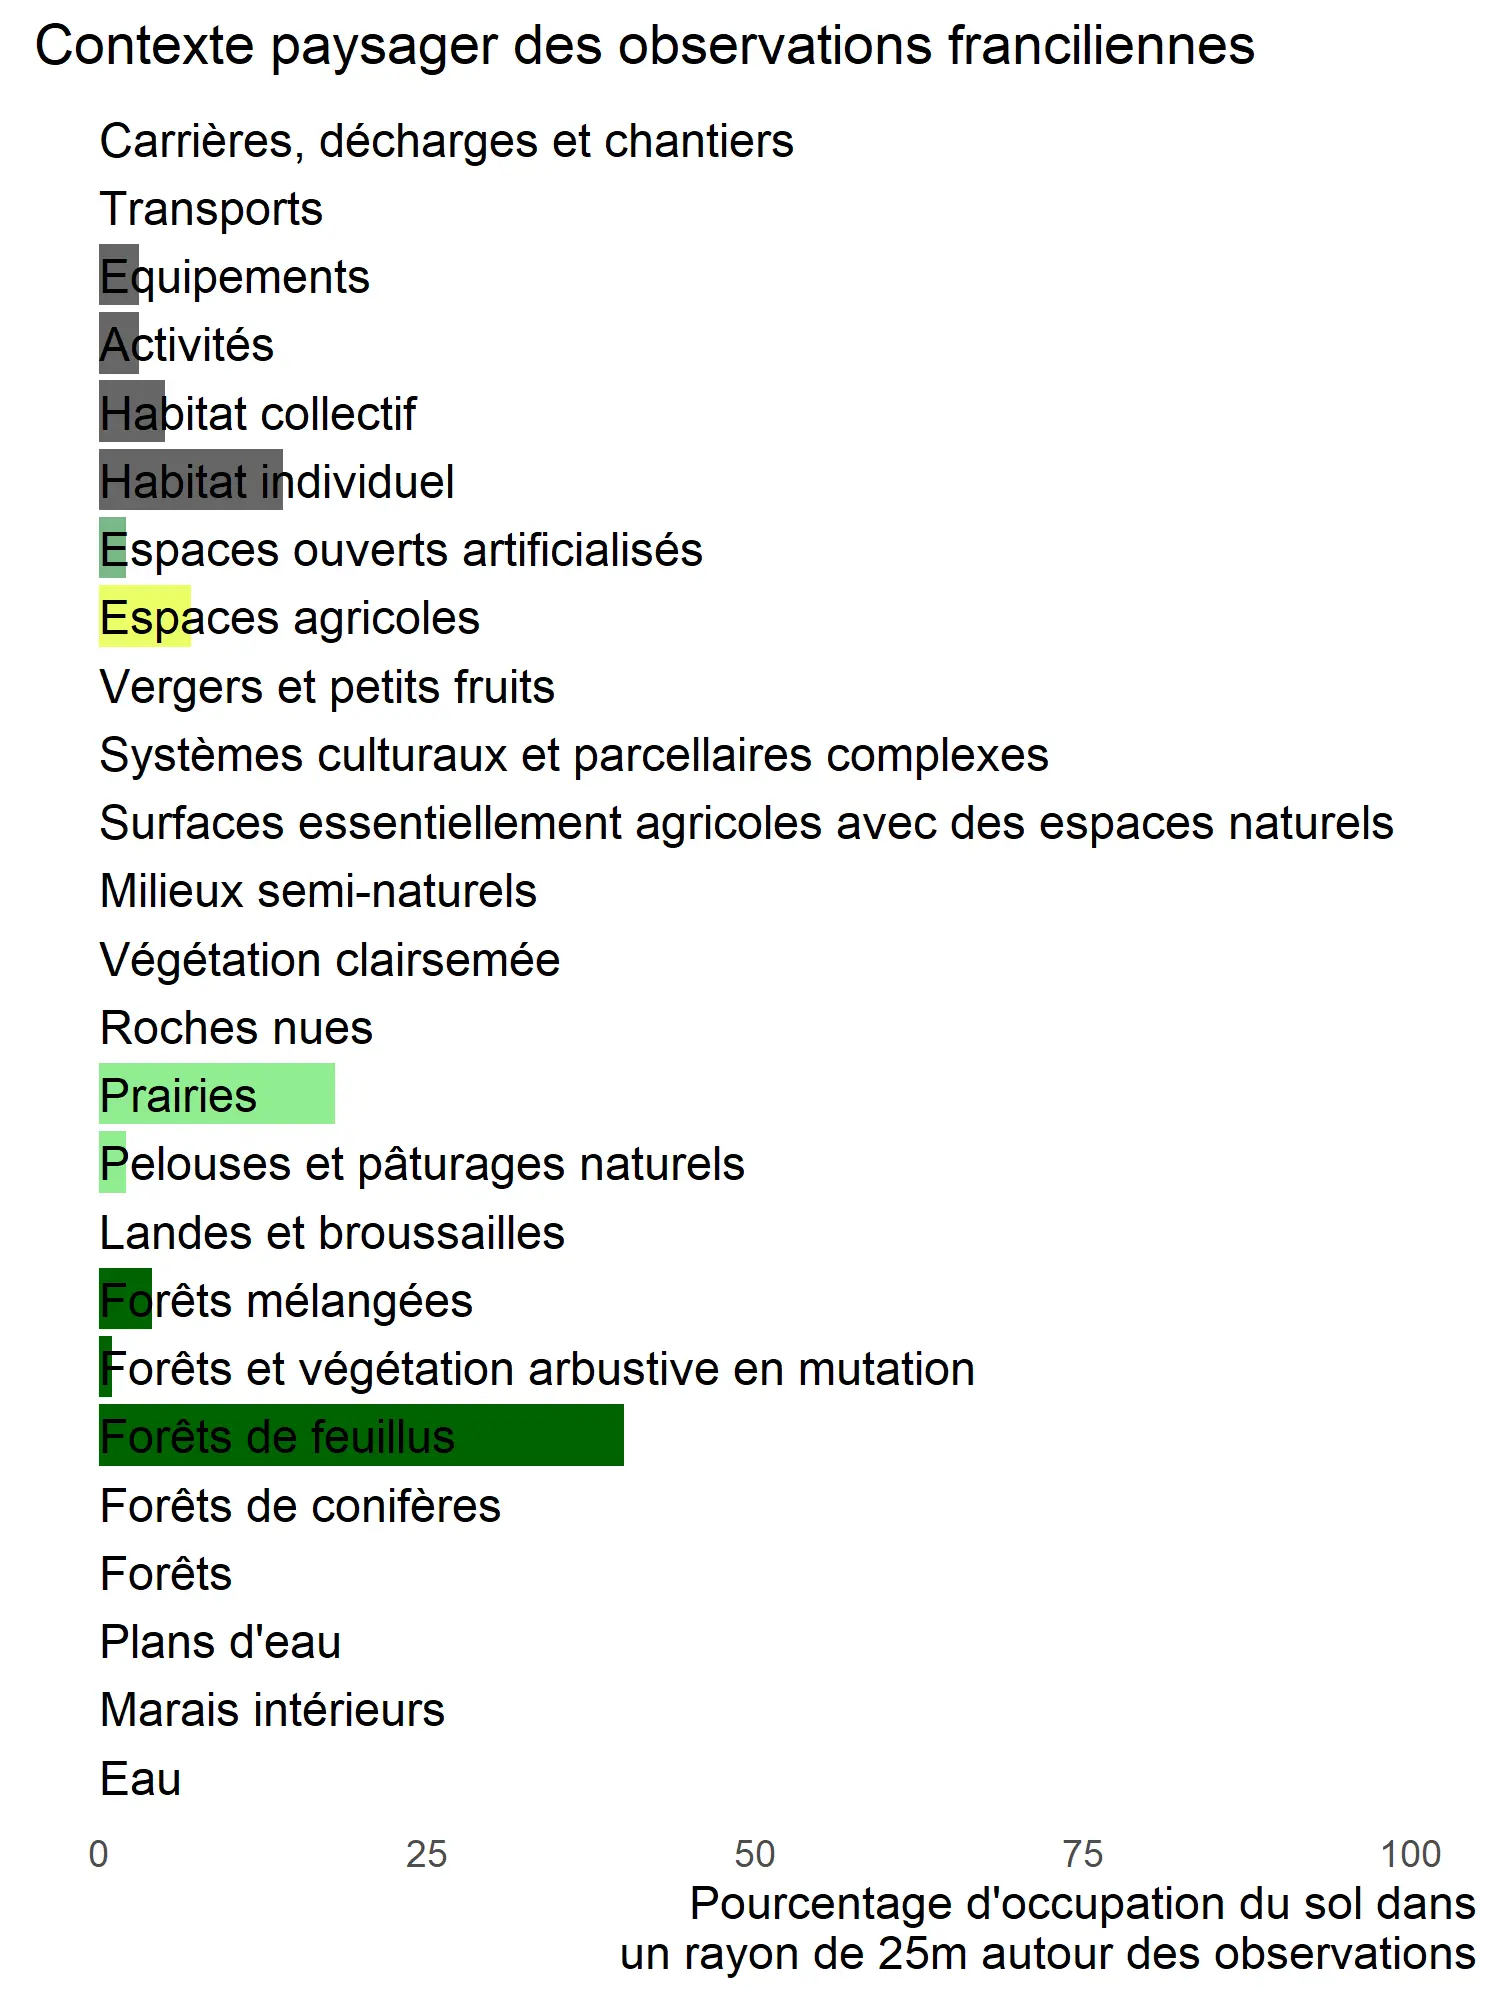 Contexte paysager des observations franciliennes
Carrières, décharges et chantiers
Transports
Equipements
Activités
Habitat collectif
Habitat individuel
Espaces ouverts artificialisés
Espaces agricoles
Vergers et petits fruits
Systèmes culturaux et parcellaires complexes
Surfaces essentiellement agricoles avec des espaces naturels
Milieux semi-naturels
Végétation clairsemée
Roches nues
Prairies
Pelouses et pâturages naturels
Landes et broussailles
Forêts mélangées
Forêts et végétation arbustive en mutation
Forêts de feuillus
Forêts de conifères
Forêts
Plans d'eau
Marais intérieurs
Eau
0 25 50 75 100
Pourcentage d'occupation du sol dans
un rayon de 25m autour des observations